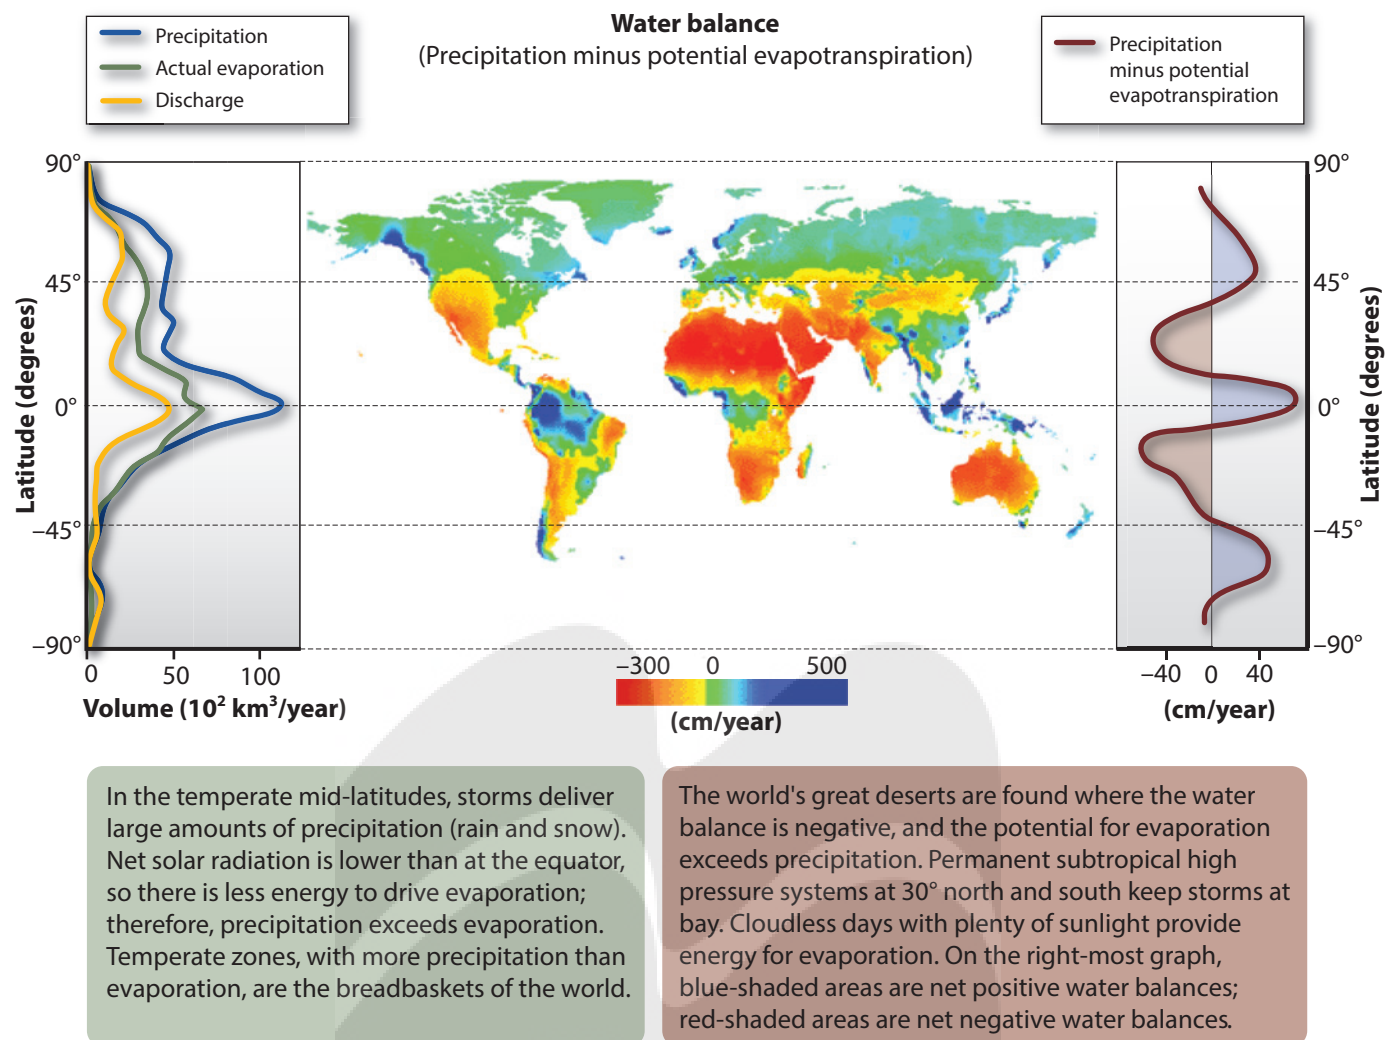 Water balance
(Precipitation minus potential evapotranspiration)
Precipitation
Actual evaporation
Discharge
Precipitation
minus potential
evapotranspiration
90°
45°
0°
–45°
–90°
Latitude (degrees)
0 50 100
Volume (10² km³/year)
–300 0 500
(cm/year)
90°
45°
0°
–45°
–90°
Latitude (degrees)
–40 0 40
(cm/year)
In the temperate mid-latitudes, storms deliver
large amounts of precipitation (rain and snow).
Net solar radiation is lower than at the equator,
so there is less energy to drive evaporation;
therefore, precipitation exceeds evaporation.
Temperate zones, with more precipitation than
evaporation, are the breadbaskets of the world.
The world's great deserts are found where the water
balance is negative, and the potential for evaporation
exceeds precipitation. Permanent subtropical high
pressure systems at 30° north and south keep storms at
bay. Cloudless days with plenty of sunlight provide
energy for evaporation. On the right-most graph,
blue-shaded areas are net positive water balances;
red-shaded areas are net negative water balances.